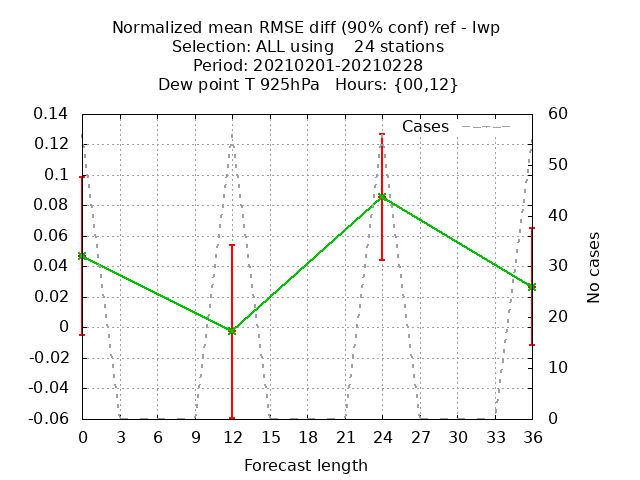 Normalized mean RMSE diff (90% conf) ref - lwp
Selection: ALL using    24 stations
Period: 20210201-20210228
Dew point T 925hPa   Hours: {00,12}
Cases
0.14
0.12
0.1
0.08
0.06
0.04
0.02
0
-0.02
-0.04
-0.06
60
50
40
30
20
10
0
No cases
0 3 6 9 12 15 18 21 24 27 30 33 36
Forecast length